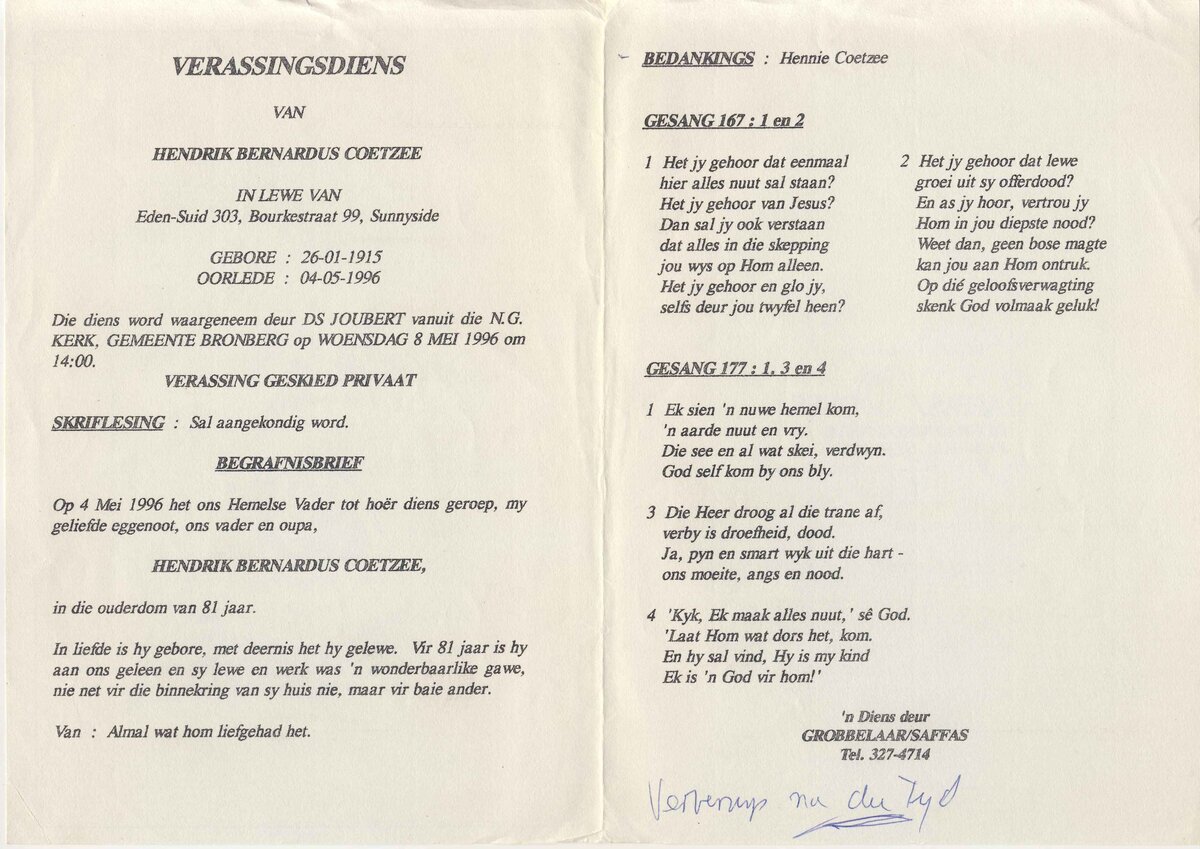 VERASSINGSDIENS
VAN
HENDRIK BERNARDUS COETZEE
IN LEWE VAN
Eden-Suid 303, Bourkestraat 99, Sunnyside
GEBORE : 26-01-1915
OORLEDE : 04-05-1996
Die diens word waargeneem deur DS JOUBERT vanuit die N.G.
KERK, GEMEENTE BRONBERG op WOENSDAG 8 MEI 1996 om
14:00.
VERASSING GESKIED PRIVAAT
SKRIFLESING : Sal aangekondig word.
BEGRAFNISBRIEF
Op 4 Mei 1996 het ons Hemelse Vader tot hoër diens geroep, my
geliefde eggenoot, ons vader en oupa,
HENDRIK BERNARDUS COETZEE,
in die ouderdom van 81 jaar.
In liefde is hy gebore, met deernis het hy gelewe. Vir 81 jaar is hy
aan ons geleen en sy lewe en werk was 'n wonderbaarlike gawe,
nie net vir die binnekring van sy huis nie, maar vir baie ander.
Van : Almal wat hom liefgehad het.
BEDANKINGS : Hennie Coetzee
GESANG 167 : 1 en 2
1 Het jy gehoor dat eenmaal
hier alles nuut sal staan?
Het jy gehoor van Jesus?
Dan sal jy ook verstaan
dat alles in die skepping
jou wys op Hom alleen.
Het jy gehoor en glo jy,
selfs deur jou twyfel heen?
2 Het jy gehoor dat lewe
groei uit sy offerdood?
En as jy hoor, vertrou jy
Hom in jou diepste nood?
Weet dan, geen bose magte
kan jou aan Hom ontruk.
Op dié geloofsverwagting
skenk God volmaak geluk!
GESANG 177 : 1, 3 en 4
1 Ek sien 'n nuwe hemel kom,
'n aarde nuut en vry.
Die see en al wat skei, verdwyn.
God self kom by ons bly.
3 Die Heer droog al die trane af,
verby is droefheid, dood.
Ja, pyn en smart wyk uit die hart -
ons moeite, angs en nood.
4 'Kyk, Ek maak alles nuut,' sê God.
'Laat Hom wat dors het, kom.
En hy sal vind, Hy is my kind
Ek is 'n God vir hom!'
'n Diens deur
GROBBELAAR/SAFFAS
Tel. 327-4714
na die Tyd